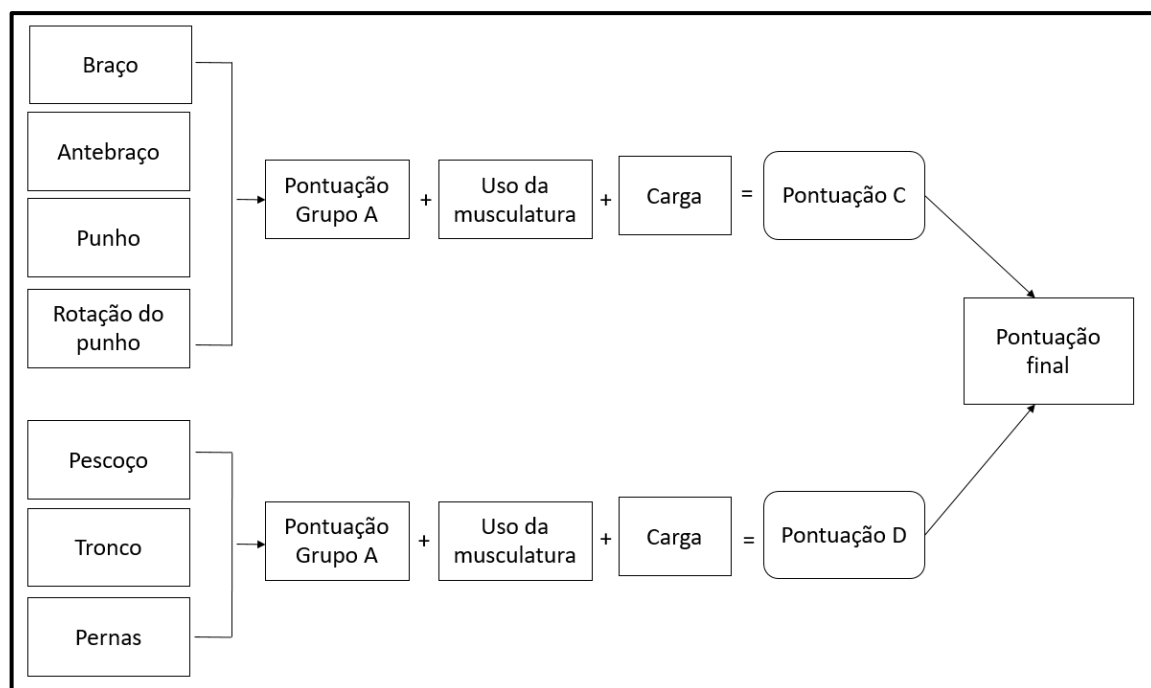 Braço
Antebraço
Punho
Rotação do
punho
Pontuação
Grupo A
+
Uso da
musculatura
+
Carga
=
Pontuação C
Pontuação
final
Pescoço
Tronco
Pernas
Pontuação
Grupo A
+
Uso da
musculatura
+
Carga
=
Pontuação D